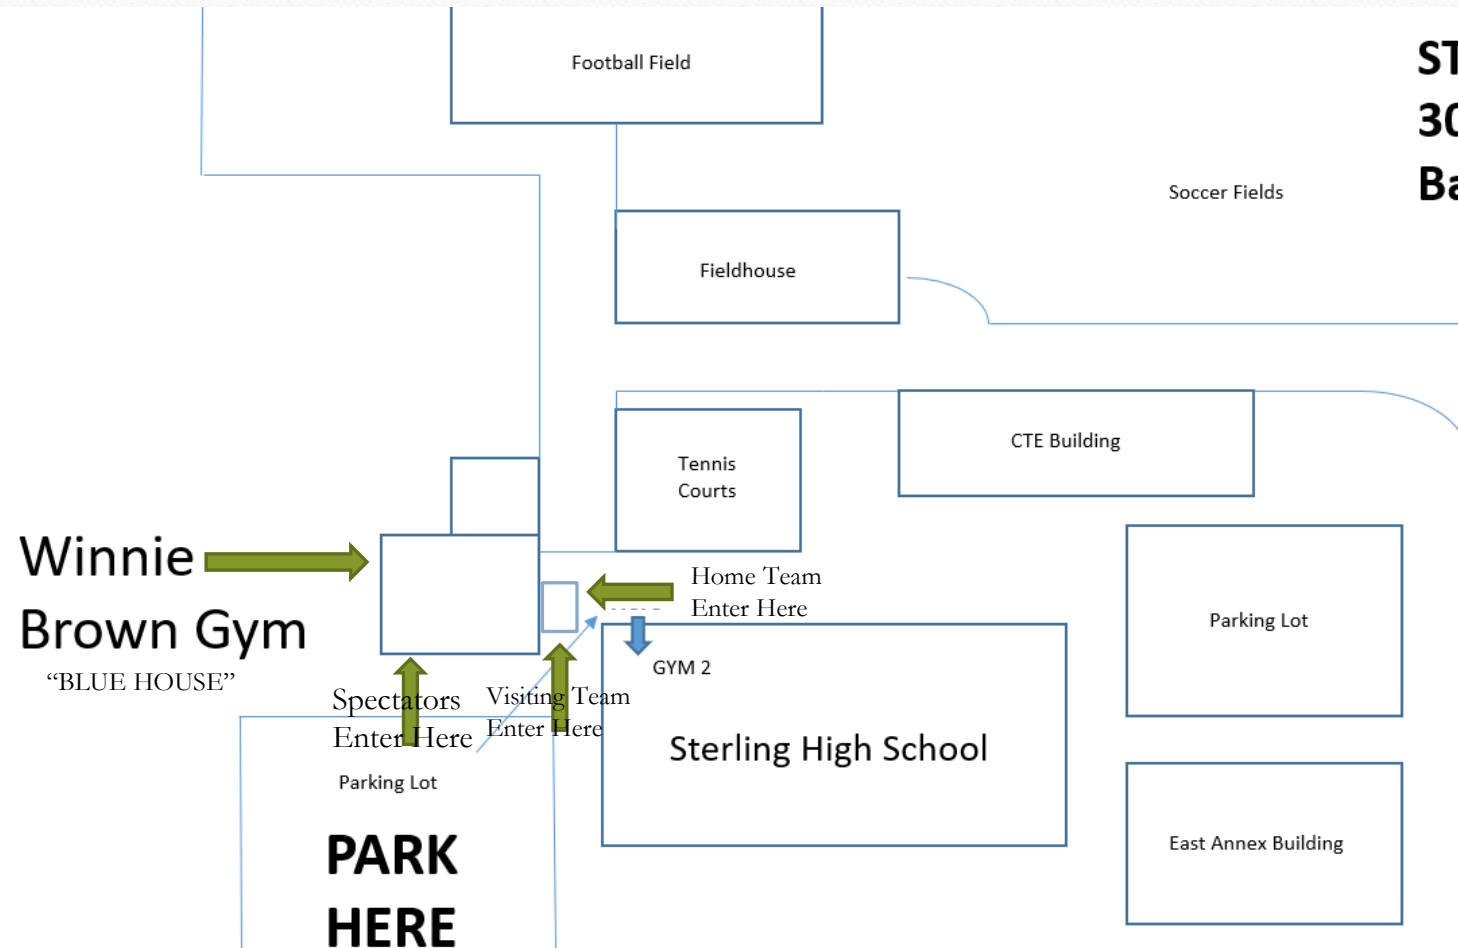 Football Field
ST
30
Ba
Soccer Fields
Fieldhouse
CTE Building
Tennis
Courts
Winnie
Brown Gym
“BLUE HOUSE”
Home Team
Enter Here
Parking Lot
GYM 2
Spectators
Enter Here
Visiting Team
Enter Here
Sterling High School
Parking Lot
PARK
HERE
East Annex Building